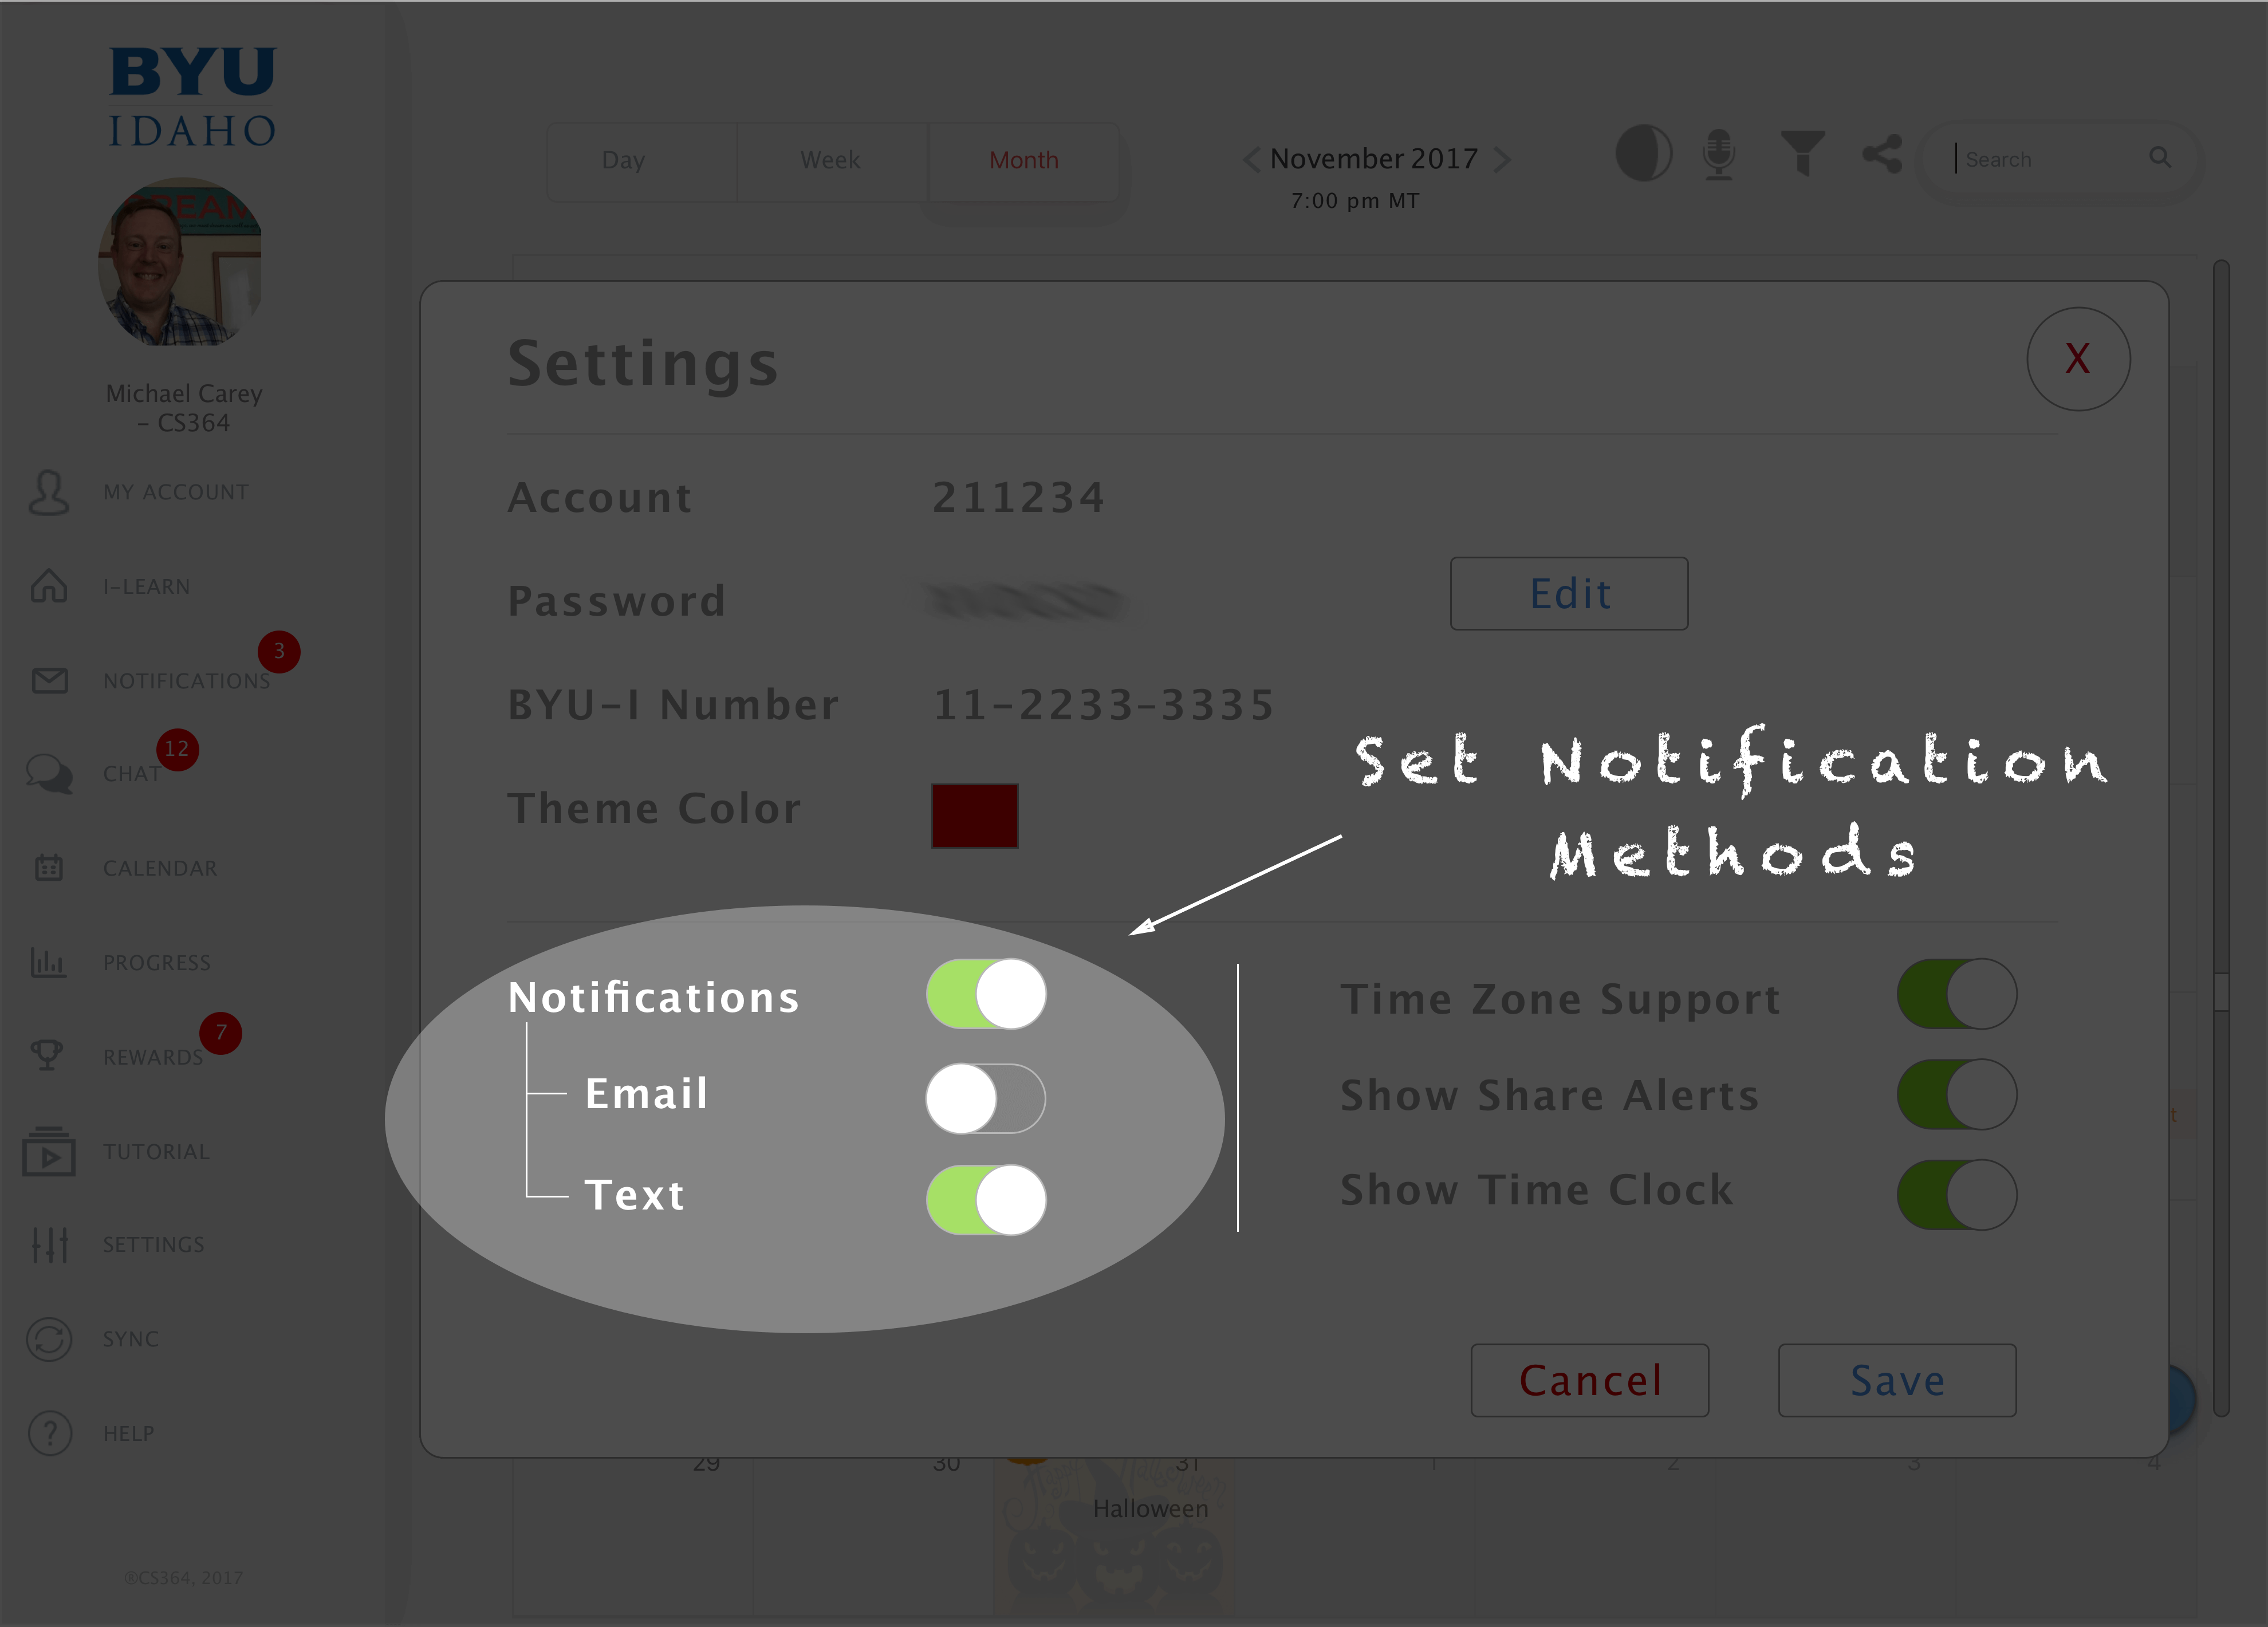 BYU
IDAHO
Michael Carey
- CS364
MY ACCOUNT
I-LEARN
NOTIFICATIONS
3
CHAT
12
CALENDAR
PROGRESS
REWARDS
7
TUTORIAL
SETTINGS
SYNC
HELP
®CS364, 2017
Day
Week
Month
November 2017
7:00 pm MT
Search
Settings
X
Account 211234
Password
Edit
BYU-I Number 11-2233-3335
Theme Color
Set Notification
Methods
Notifications
Email
Text
Time Zone Support
Show Share Alerts
Show Time Clock
Cancel
Save
29 30 31 1 2 3 4
Happy Halloween
Halloween